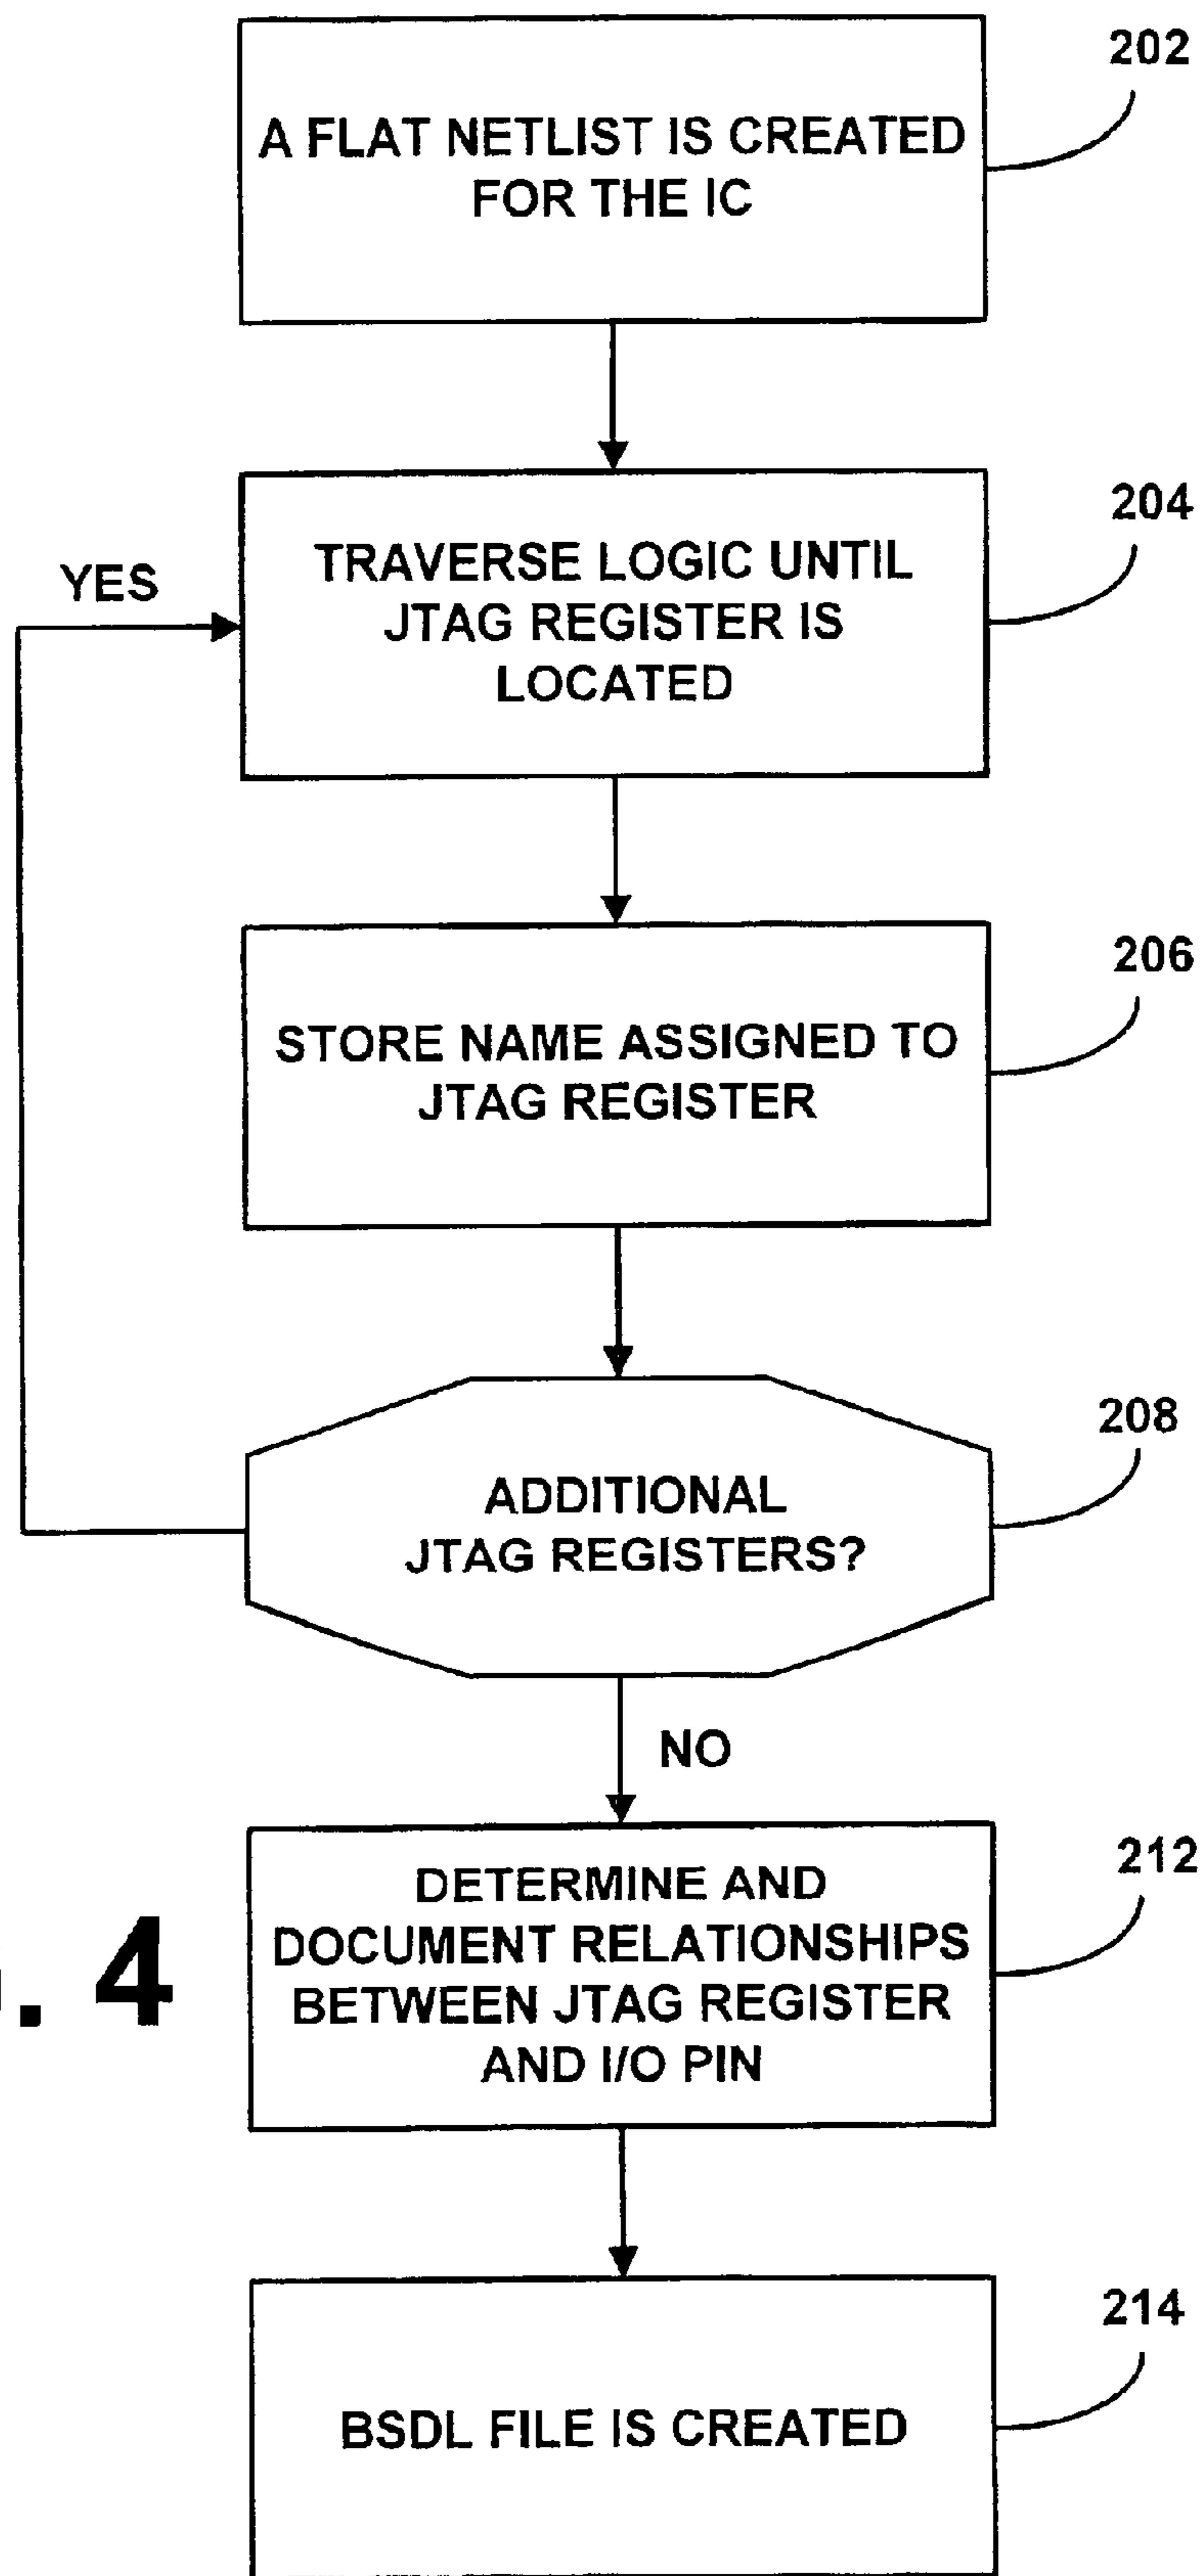 202
A FLAT NETLIST IS CREATED
FOR THE IC
204
YES
TRAVERSE LOGIC UNTIL
JTAG REGISTER IS
LOCATED
206
STORE NAME ASSIGNED TO
JTAG REGISTER
208
ADDITIONAL
JTAG REGISTERS?
NO
212
DETERMINE AND
DOCUMENT RELATIONSHIPS
BETWEEN JTAG REGISTER
AND I/O PIN
. 4
214
BSDL FILE IS CREATED